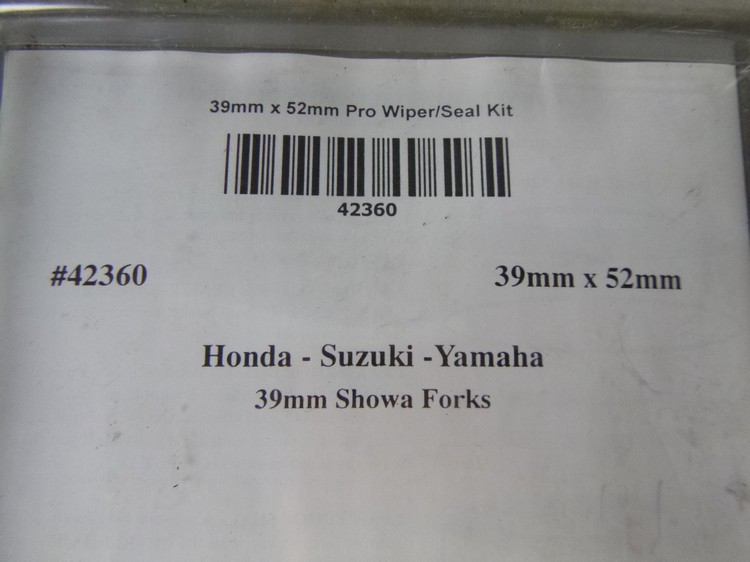 39mm x 52mm Pro Wiper/Seal Kit
42360
#42360 39mm x 52mm
Honda - Suzuki -Yamaha
39mm Showa Forks